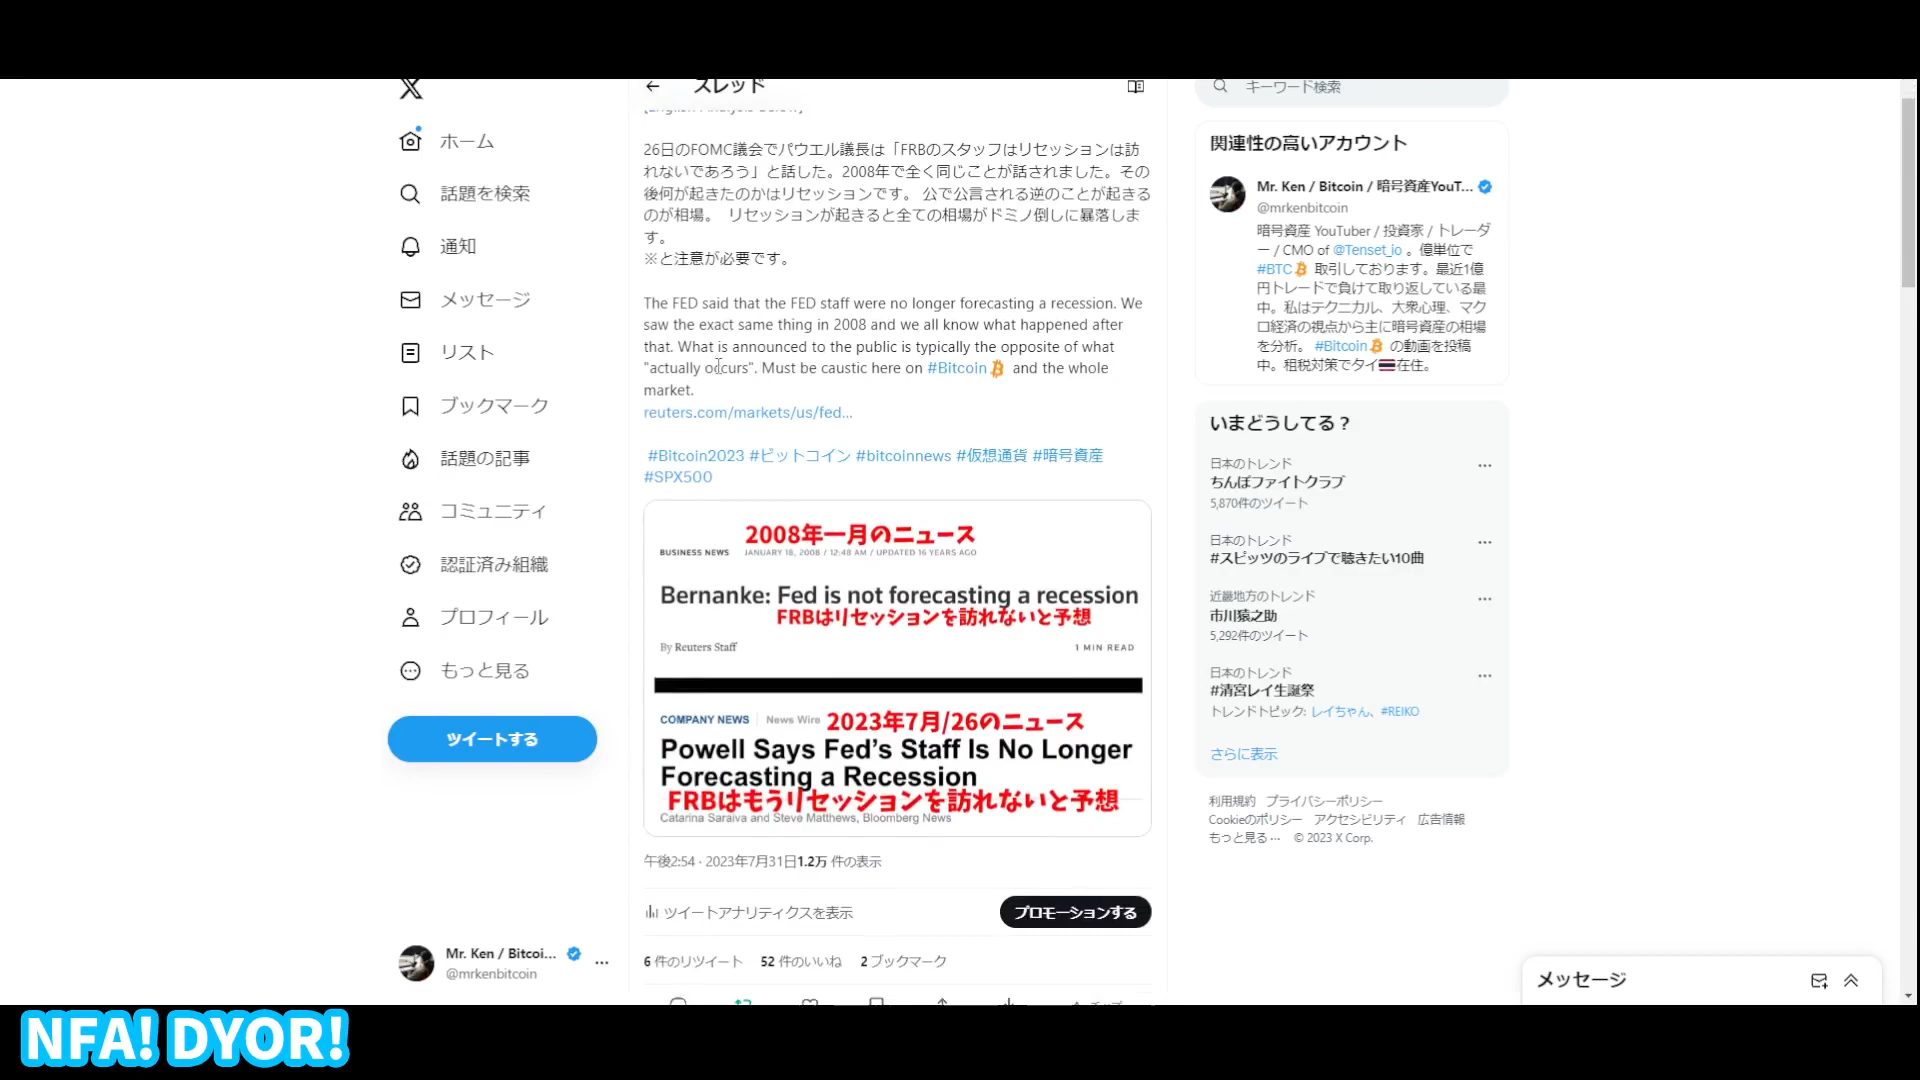 ホーム
話題を検索
通知
メッセージ
リスト
ブックマーク
話題の記事
コミュニティ
認証済み組織
プロフィール
もっと見る
ツイートする
Mr. Ken / Bitcoi...
@mrkenbitcoin
スレッド
26日のFOMC議会でパウエル議長は「FRBのスタッフはリセッションは訪
れないであろう」と話した。2008年で全く同じことが話されました。その
後何が起きたのかはリセッションです。 公で公言される逆のことが起きる
のが相場。 リセッションが起きると全ての相場がドミノ倒しに暴落しま
す。
※と注意が必要です。
The FED said that the FED staff were no longer forecasting a recession. We
saw the exact same thing in 2008 and we all know what happened after
that. What is announced to the public is typically the opposite of what
"actually occurs". Must be caustic here on #Bitcoin and the whole
market.
reuters.com/markets/us/fed...
#Bitcoin2023 #ビットコイン #bitcoinnews #仮想通貨 #暗号資産
#SPX500
2008年一月のニュース
BUSINESS NEWS JANUARY 18, 2008 / 12:48 AM / UPDATED 16 YEARS AGO
Bernanke: Fed is not forecasting a recession
FRBはリセッションを訪れないと予想
By Reuters Staff 1 MIN READ
COMPANY NEWS News Wire 2023年7月/26のニュース
Powell Says Fed's Staff Is No Longer
Forecasting a Recession
FRBはもうリセッションを訪れないと予想
Catarina Saraiva and Steve Matthews, Bloomberg News
午後2:54 · 2023年7月31日1.2万 件の表示
ツイートアナリティクスを表示 プロモーションする
6 件のリツイート 52 件のいいね 2 ブックマーク
キーワード検索
関連性の高いアカウント
Mr. Ken / Bitcoin / 暗号資産YouT...
@mrkenbitcoin
暗号資産 YouTuber / 投資家 / トレーダ
ー / CMO of @Tenset_io 。億単位で
#BTC 取引しております。最近1億
円トレードで負けて取り返している最
中。私はテクニカル、大衆心理、マク
ロ経済の視点から主に暗号資産の相場
を分析。 #Bitcoin の動画を投稿
中。租税対策でタイ在住。
いまどうしてる？
日本のトレンド
ちんぽファイトクラブ
5,870件のツイート
日本のトレンド
#スピッツのライブで聴きたい10曲
近畿地方のトレンド
市川猿之助
5,292件のツイート
日本のトレンド
#清宮レイ生誕祭
トレンドトピック: レイちゃん、#REIKO
さらに表示
利用規約 プライバシーポリシー
Cookieのポリシー アクセシビリティ 広告情報
もっと見る… © 2023 X Corp.
メッセージ
NFA! DYOR!